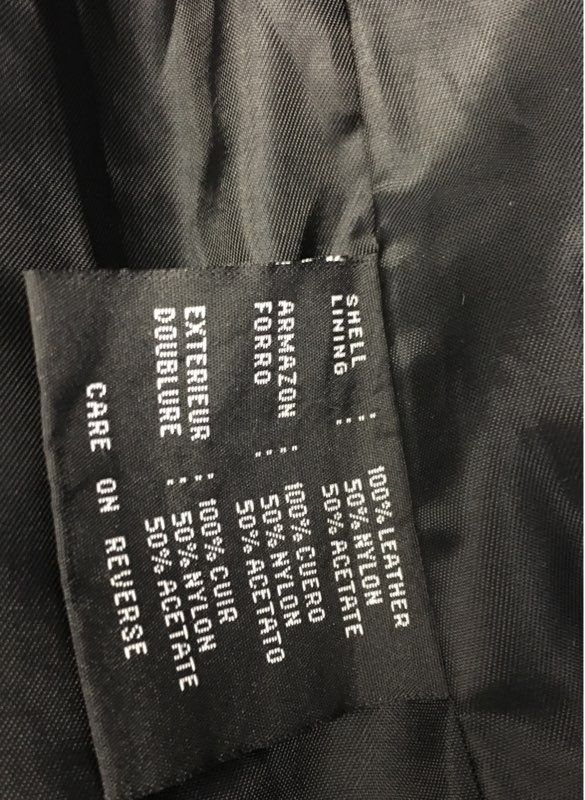 SHELL : 100% LEATHER
LINING : 50% NYLON
50% ACETATE
ARMAZON : 100% CUERO
FORRO : 50% NYLON
50% ACETATO
EXTERIEUR : 100% CUIR
DOUBLURE : 50% NYLON
50% ACETATE
CARE ON REVERSE